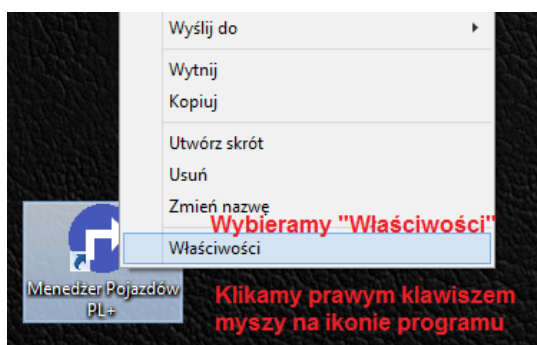 Wyślij do
Wytnij
Kopiuj
Utwórz skrót
Usuń
Zmień nazwę
Wybieramy "Właściwości"
Właściwości
Menedżer Pojazdów
PL+
Klikamy prawym klawiszem
myszy na ikonie programu